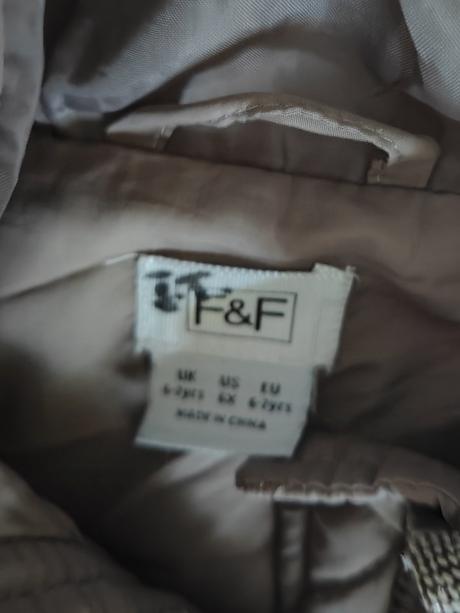 F&F
UK US EU
6-7yrs 6X 6-7yrs
MADE IN CHINA